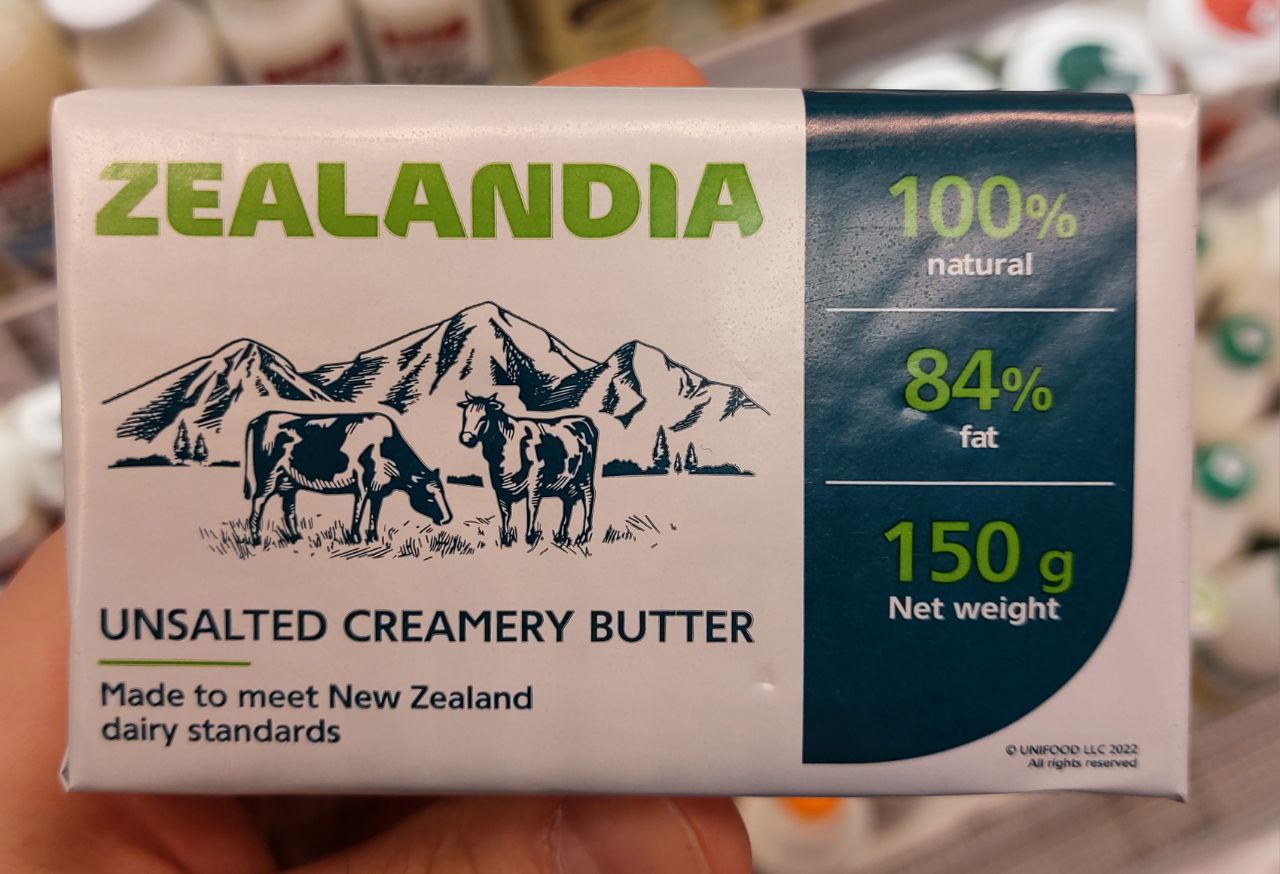 ZEALANDIA
UNSALTED CREAMERY BUTTER
Made to meet New Zealand
dairy standards
100%
natural
84%
fat
150 g
Net weight
© UNIFOOD LLC 2022
All rights reserved